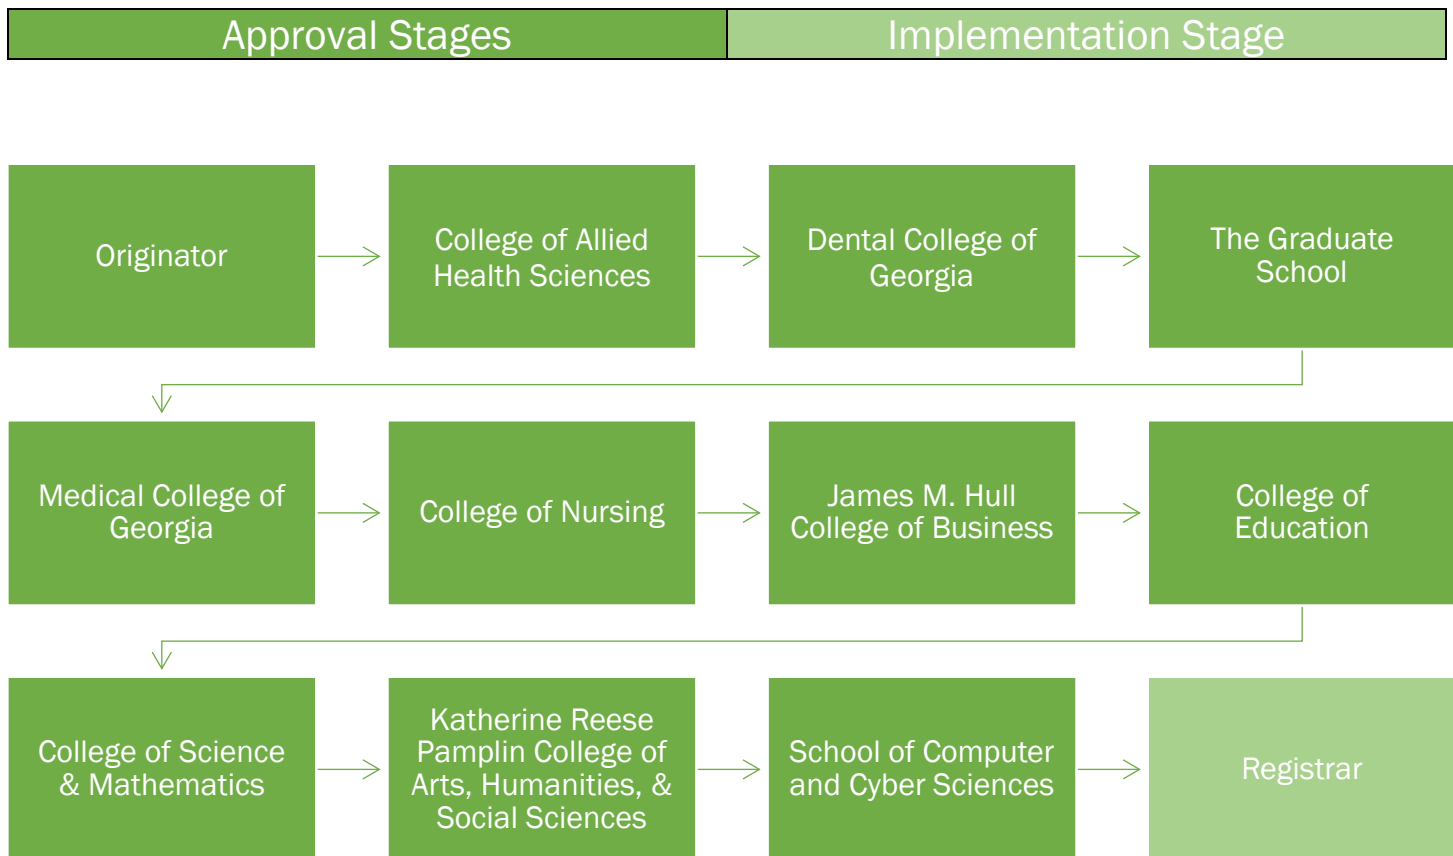 Approval Stages
Implementation Stage
Originator
College of Allied
Health Sciences
Dental College of
Georgia
The Graduate
School
Medical College of
Georgia
College of Nursing
James M. Hull
College of Business
College of
Education
College of Science
& Mathematics
Katherine Reese
Pamplin College of
Arts, Humanities, &
Social Sciences
School of Computer
and Cyber Sciences
Registrar